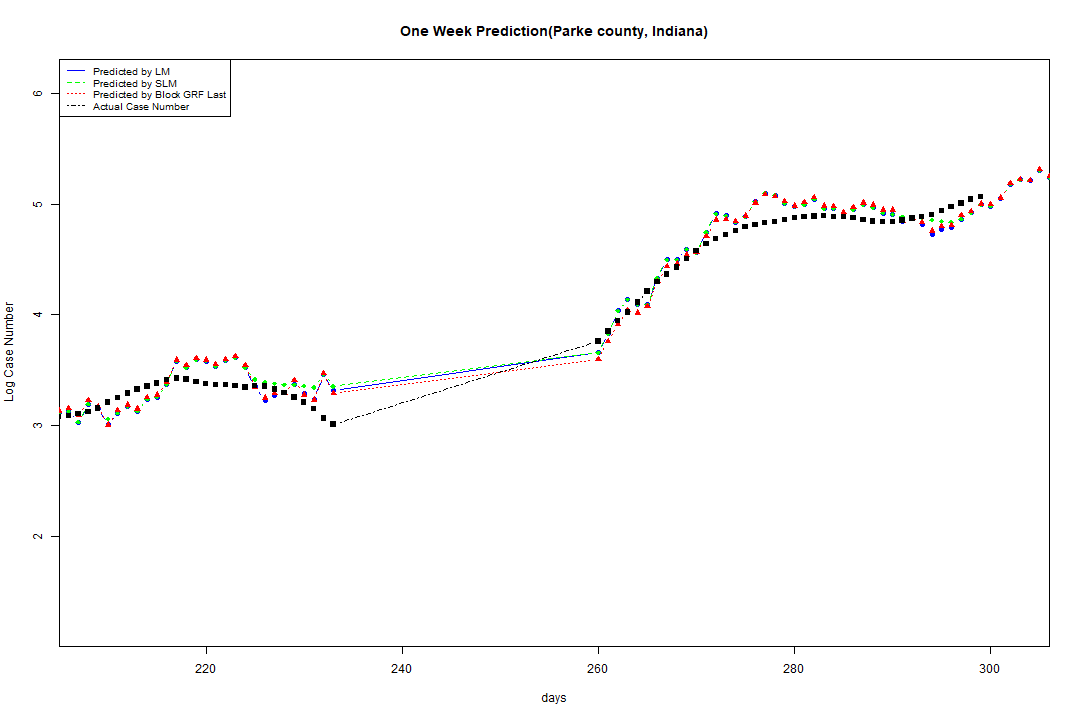 One Week Prediction(Parke county, Indiana)
Predicted by LM
Predicted by SLM
Predicted by Block GRF Last
Actual Case Number
6
5
4
3
2
Log Case Number
220 240 260 280 300
days